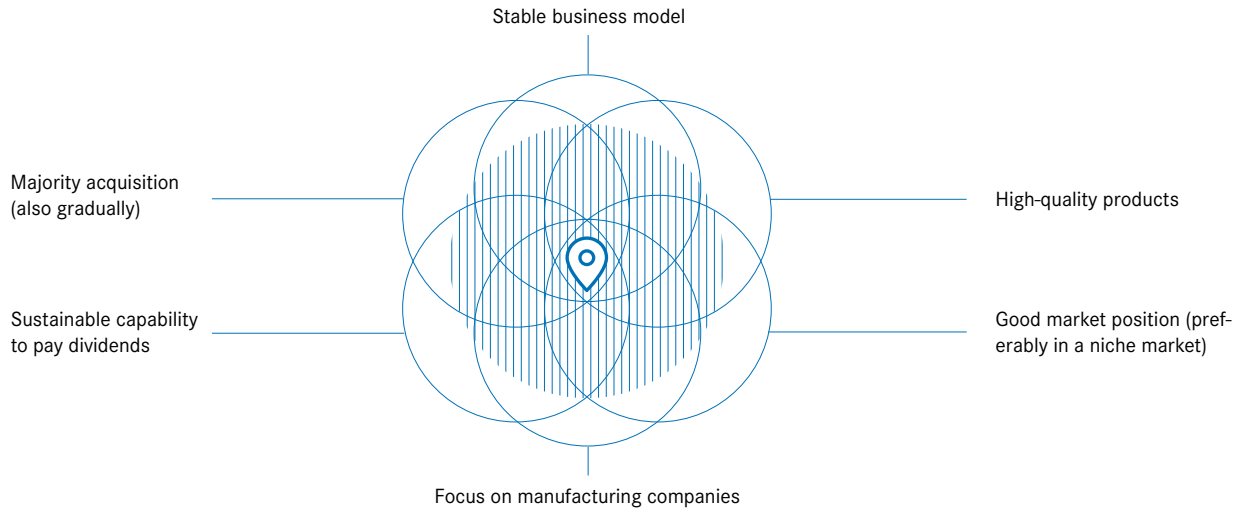 Stable business model
Majority acquisition
(also gradually)
High-quality products
Sustainable capability
to pay dividends
Good market position (pref-
erably in a niche market)
Focus on manufacturing companies